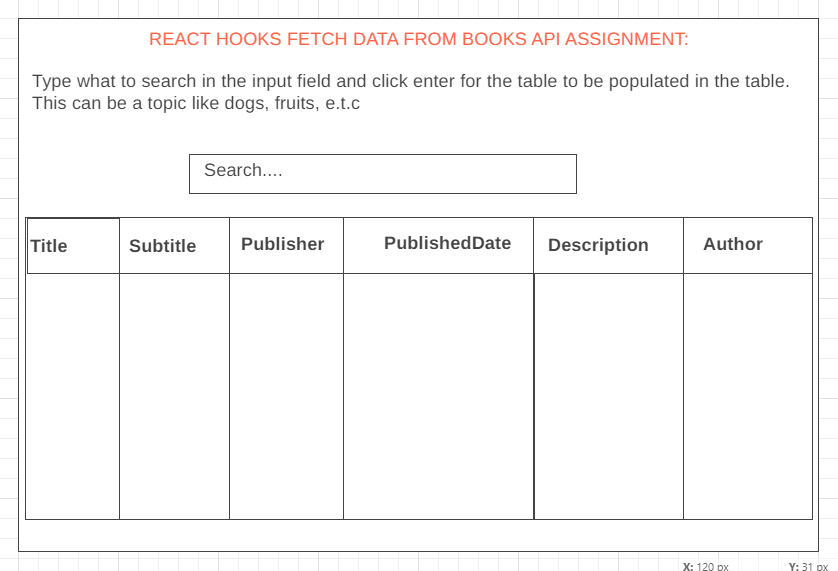 REACT HOOKS FETCH DATA FROM BOOKS API ASSIGNMENT:
Type what to search in the input field and click enter for the table to be populated in the table.
This can be a topic like dogs, fruits, e.t.c
Search....
Title Subtitle Publisher PublishedDate Description Author
X: 120 px Y: 31 px